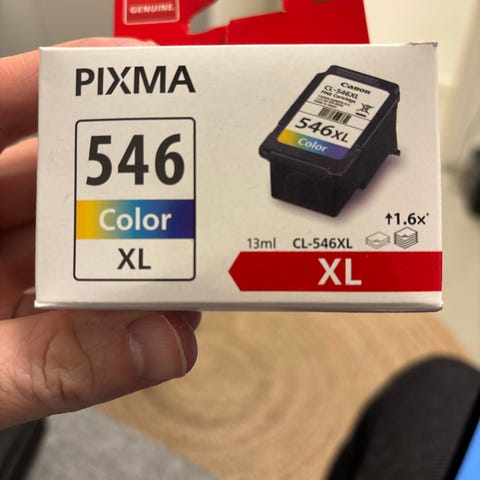 GENUINE
PIXMA
546
Color
XL
Canon
CL-546XL
546XL
Color
↑1.6x*
13ml CL-546XL
XL